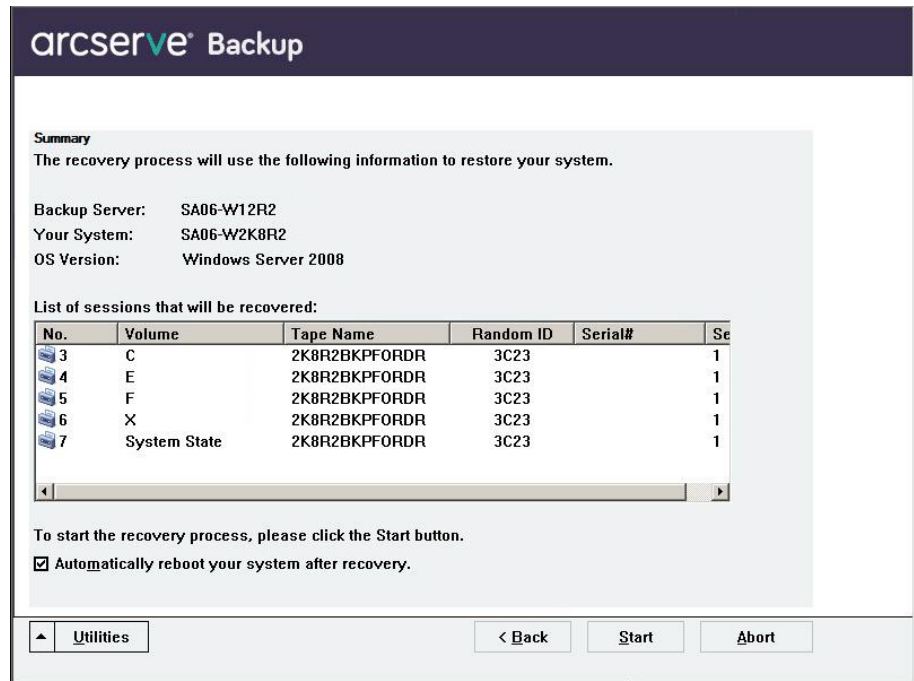 arcserve Backup
Summary
The recovery process will use the following information to restore your system.
Backup Server: SA06-W12R2
Your System: SA06-W2K8R2
OS Version: Windows Server 2008
List of sessions that will be recovered:
No. Volume Tape Name Random ID Serial# Se
3 C 2K8R2BKPFORDR 3C23 1
4 E 2K8R2BKPFORDR 3C23 1
5 F 2K8R2BKPFORDR 3C23 1
6 X 2K8R2BKPFORDR 3C23 1
7 System State 2K8R2BKPFORDR 3C23 1
To start the recovery process, please click the Start button.
Automatically reboot your system after recovery.
Utilities < Back Start Abort